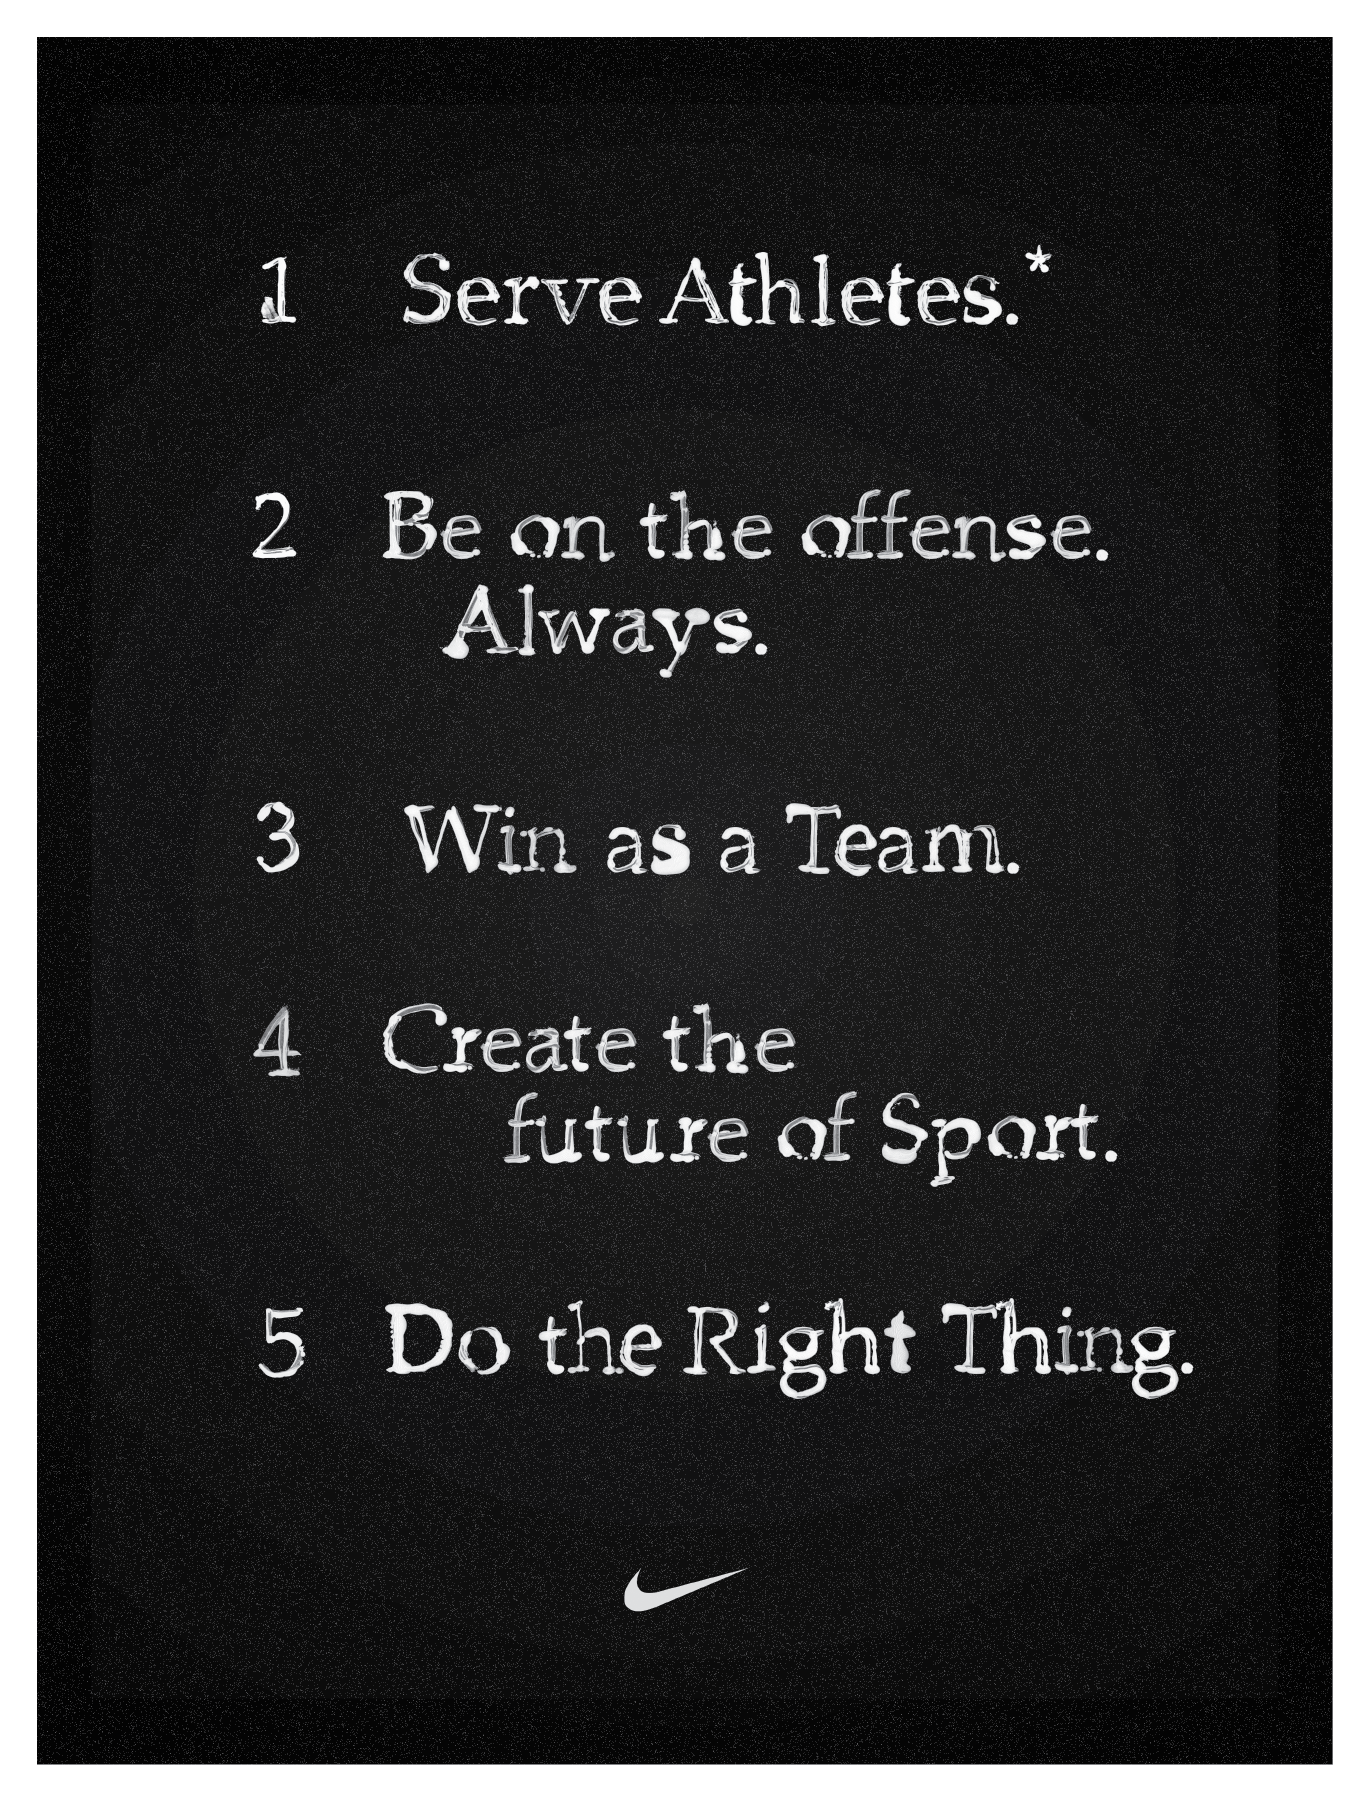 1 Serve Athletes.*
2 Be on the offense.
Always.
3 Win as a Team.
4 Create the
future of Sport.
5 Do the Right Thing.